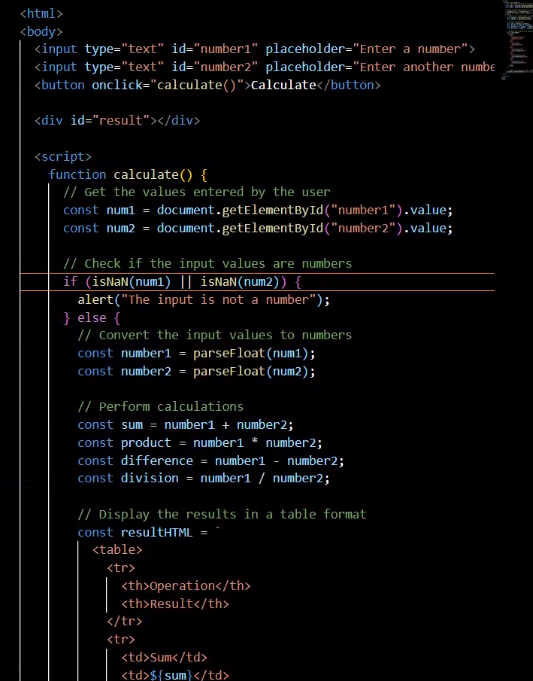 <html>
<body>
<input type="text" id="number1" placeholder="Enter a number">
<input type="text" id="number2" placeholder="Enter another numbe
<button onclick="calculate()">Calculate</button>
<div id="result"></div>
<script>
function calculate() {
// Get the values entered by the user
const num1 = document.getElementById("number1").value;
const num2 = document.getElementById("number2").value;
// Check if the input values are numbers
if (isNaN(num1) || isNaN(num2)) {
alert("The input is not a number");
} else {
// Convert the input values to numbers
const number1 = parseFloat(num1);
const number2 = parseFloat(num2);
// Perform calculations
const sum = number1 + number2;
const product = number1 * number2;
const difference = number1 - number2;
const division = number1 / number2;
// Display the results in a table format
const resultHTML = `
<table>
<tr>
<th>Operation</th>
<th>Result</th>
</tr>
<tr>
<td>Sum</td>
<td>${sum}</td>